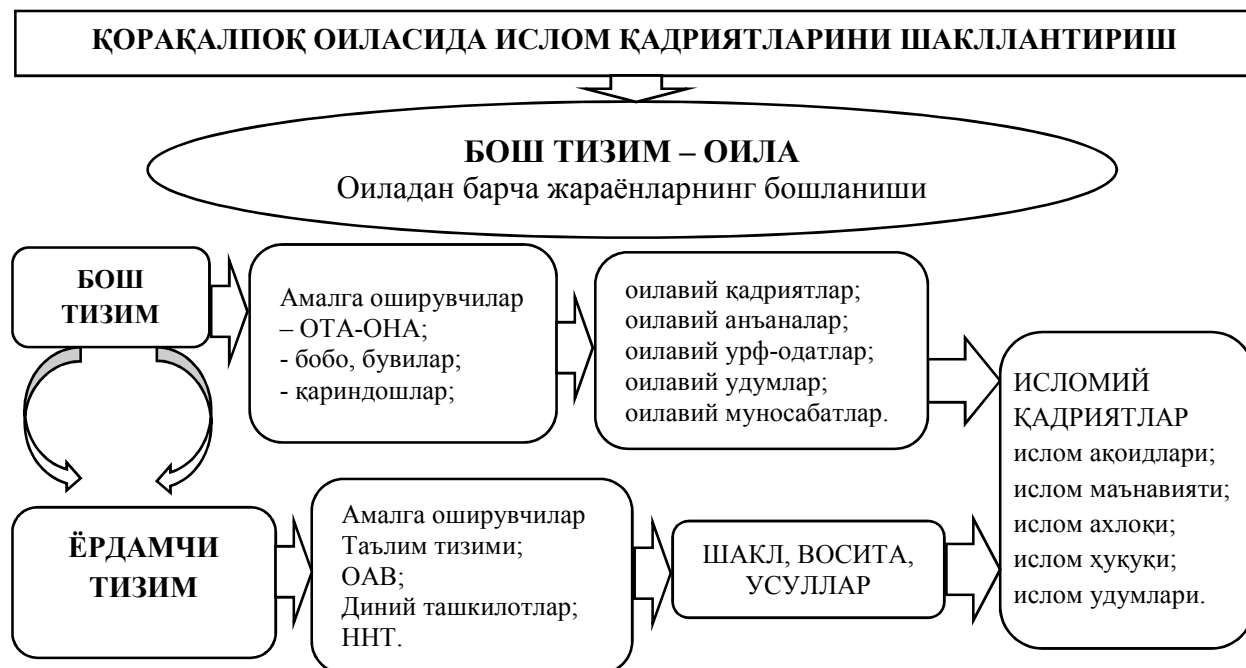 ҚОРАҚАЛПОҚ ОИЛАСИДА ИСЛОМ ҚАДРИЯТЛАРИНИ ШАКЛЛАНТИРИШ
БОШ ТИЗИМ – ОИЛА
Оиладан барча жараёнларнинг бошланиши
БОШ
ТИЗИМ
Амалга оширувчилар
– ОТА-ОНА;
- бобо, бувилар;
- қариндошлар;
оилавий қадриятлар;
оилавий анъаналар;
оилавий урф-одатлар;
оилавий удумлар;
оилавий муносабатлар.
ИСЛОМИЙ
ҚАДРИЯТЛАР
ислом ақоидлари;
ислом маънавияти;
ислом ахлоқи;
ислом ҳуқуқи;
ислом удумлари.
ЁРДАМЧИ
ТИЗИМ
Амалга оширувчилар
Таълим тизими;
ОАВ;
Диний ташкилотлар;
ННТ.
ШАКЛ, ВОСИТА,
УСУЛЛАР